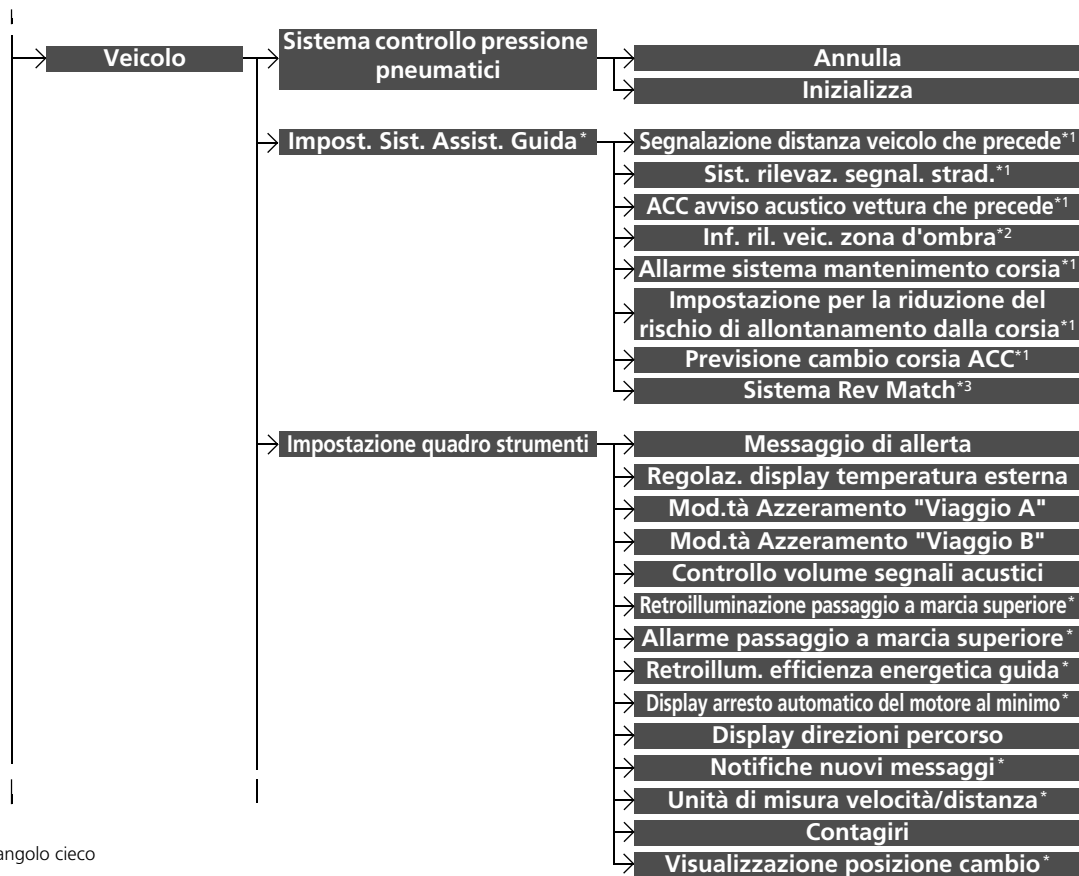 Veicolo
Sistema controllo pressione
pneumatici
Annulla
Inizializza
Impost. Sist. Assist. Guida*
Segnalazione distanza veicolo che precede*1
Sist. rilevaz. segnal. strad.*1
ACC avviso acustico vettura che precede*1
Inf. ril. veic. zona d'ombra*2
Allarme sistema mantenimento corsia*1
Impostazione per la riduzione del
rischio di allontanamento dalla corsia*1
Previsione cambio corsia ACC*1
Sistema Rev Match*3
Impostazione quadro strumenti
Messaggio di allerta
Regolaz. display temperatura esterna
Mod.tà Azzeramento "Viaggio A"
Mod.tà Azzeramento "Viaggio B"
Controllo volume segnali acustici
Retroilluminazione passaggio a marcia superiore*
Allarme passaggio a marcia superiore*
Retroillum. efficienza energetica guida*
Display arresto automatico del motore al minimo*
Display direzioni percorso
Notifiche nuovi messaggi*
Unità di misura velocità/distanza*
Contagiri
Visualizzazione posizione cambio*
angolo cieco